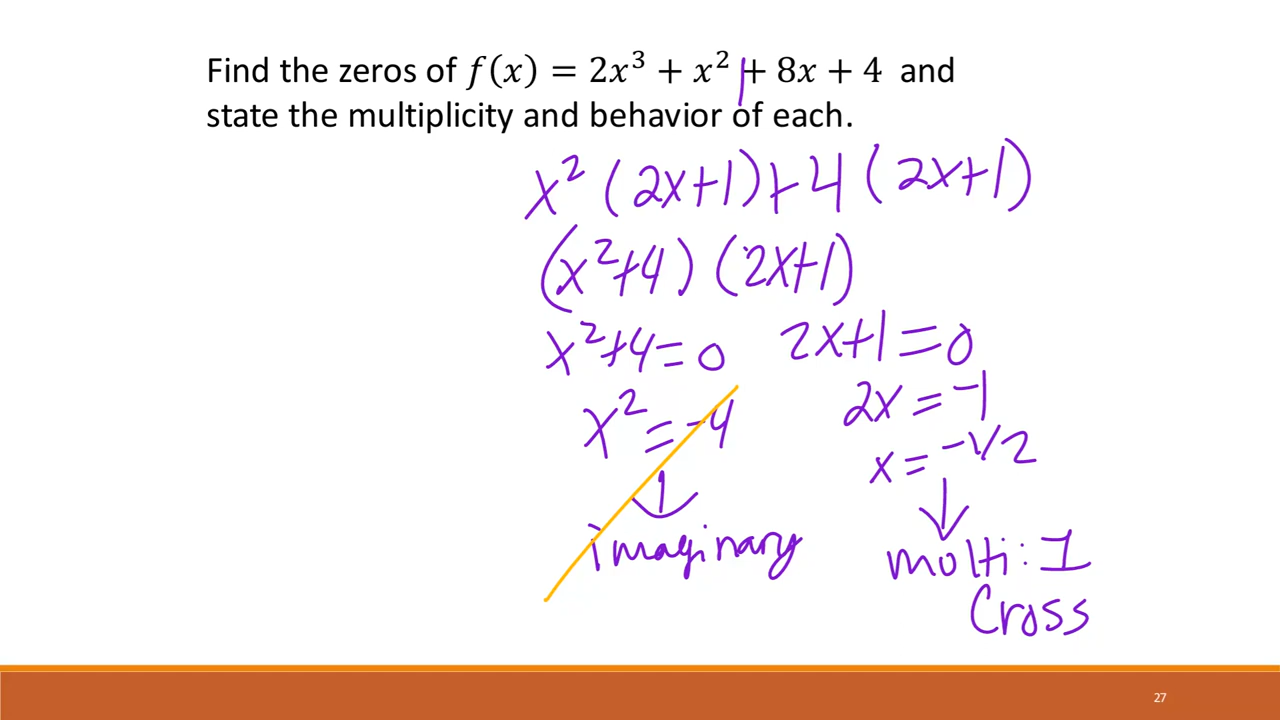 Find the zeros of f(x) = 2x³ + x² + 8x + 4 and
state the multiplicity and behavior of each.
x² (2x+1) + 4 (2x+1)
(x²+4) (2x+1)
x²+4=0 2x+1=0
x² = -4 2x = -1
x = -1/2
imaginary multi: 1
Cross
27